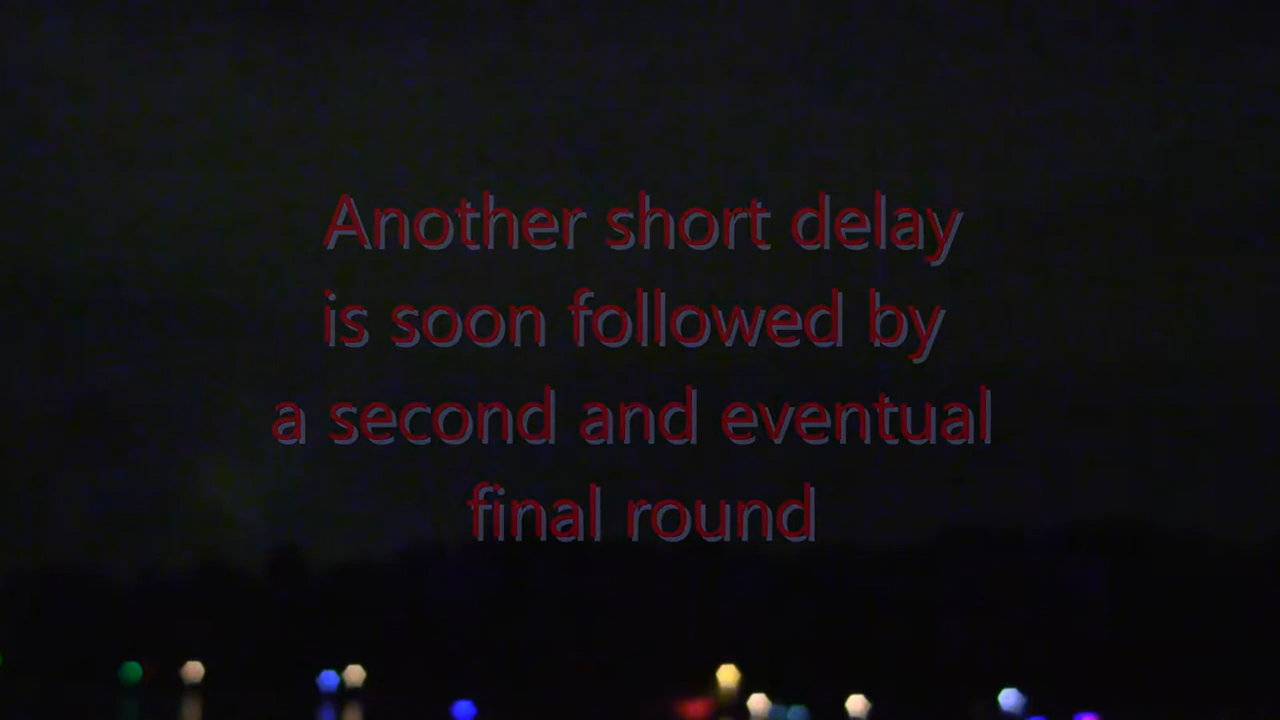 Another short delay
is soon followed by
a second and eventual
final round